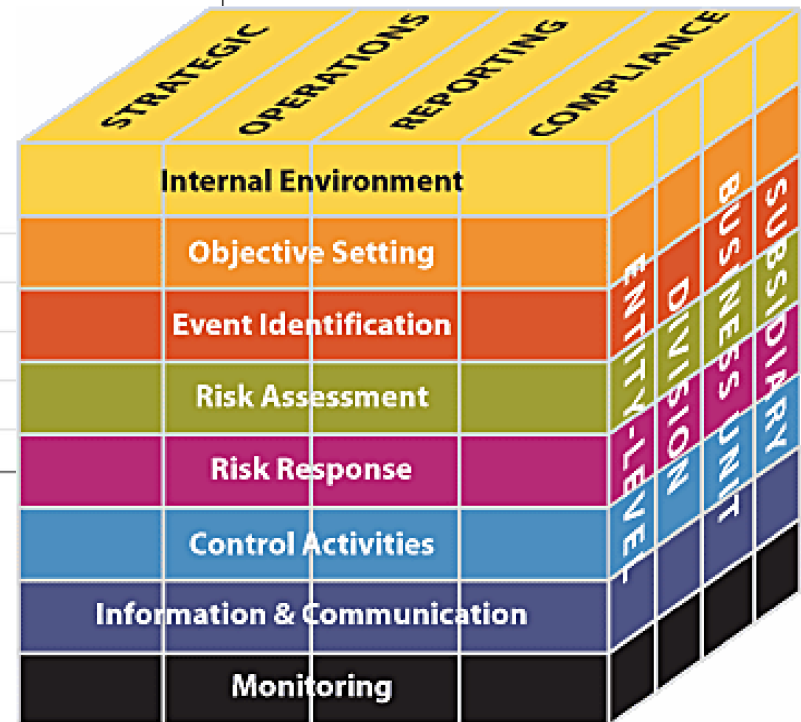 STRATEGIC
OPERATIONS
REPORTING
COMPLIANCE
Internal Environment
Objective Setting
Event Identification
Risk Assessment
Risk Response
Control Activities
Information & Communication
Monitoring
ENTITY-LEVEL
DIVISION
BUSINESS UNIT
SUBSIDIARY